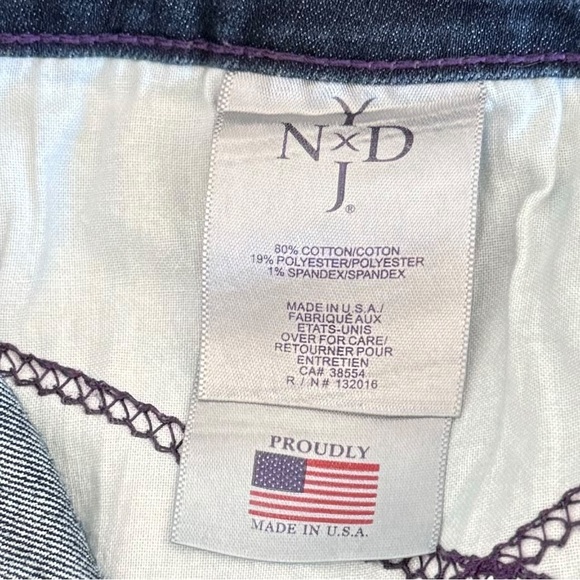 Y
NxD
J®
80% COTTON/COTON
19% POLYESTER/POLYESTER
1% SPANDEX/SPANDEX
MADE IN U.S.A./
FABRIQUÉ AUX
ETATS-UNIS
OVER FOR CARE/
RETOURNER POUR
ENTRETIEN
CA# 38554
R / N # 132016
PROUDLY
MADE IN U.S.A.